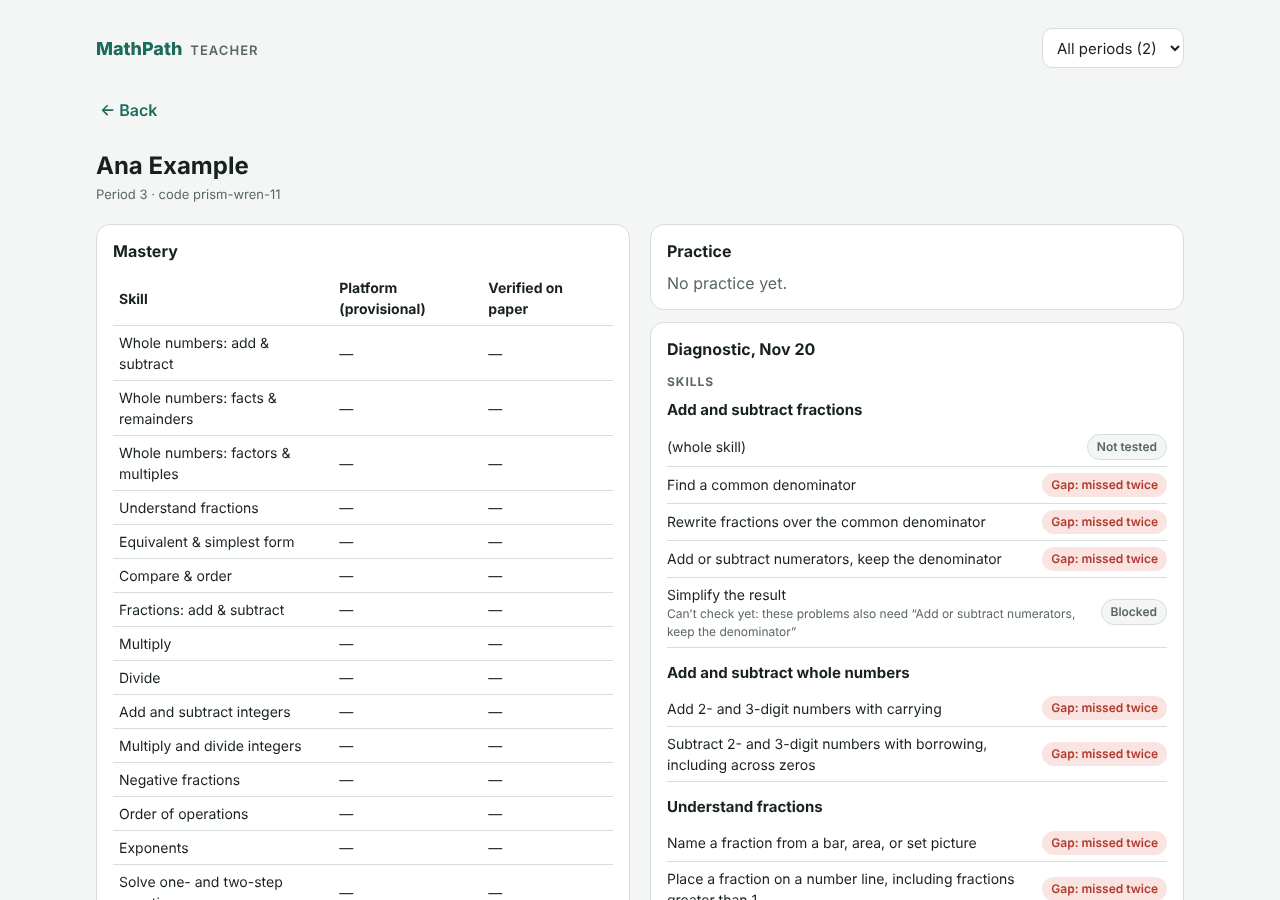 MathPath TEACHER
All periods (2)
← Back
Ana Example
Period 3 · code prism-wren-11
Mastery
Skill
Platform
(provisional)
Verified on
paper
Whole numbers: add &
subtract
—
—
Whole numbers: facts &
remainders
—
—
Whole numbers: factors &
multiples
—
—
Understand fractions — —
Equivalent & simplest form — —
Compare & order — —
Fractions: add & subtract — —
Multiply — —
Divide — —
Add and subtract integers — —
Multiply and divide integers — —
Negative fractions — —
Order of operations — —
Exponents — —
Solve one- and two-step
—
—
Practice
No practice yet.
Diagnostic, Nov 20
SKILLS
Add and subtract fractions
(whole skill) Not tested
Find a common denominator Gap: missed twice
Rewrite fractions over the common denominator Gap: missed twice
Add or subtract numerators, keep the denominator Gap: missed twice
Simplify the result
Can’t check yet: these problems also need “Add or subtract numerators,
keep the denominator”
Blocked
Add and subtract whole numbers
Add 2- and 3-digit numbers with carrying Gap: missed twice
Subtract 2- and 3-digit numbers with borrowing,
including across zeros
Gap: missed twice
Understand fractions
Name a fraction from a bar, area, or set picture Gap: missed twice
Place a fraction on a number line, including fractions
greater than 1
Gap: missed twice